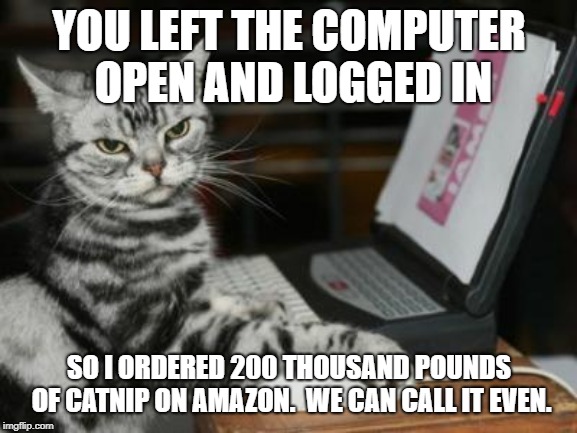 YOU LEFT THE COMPUTER
OPEN AND LOGGED IN
SO I ORDERED 200 THOUSAND POUNDS
OF CATNIP ON AMAZON.  WE CAN CALL IT EVEN.
imgflip.com